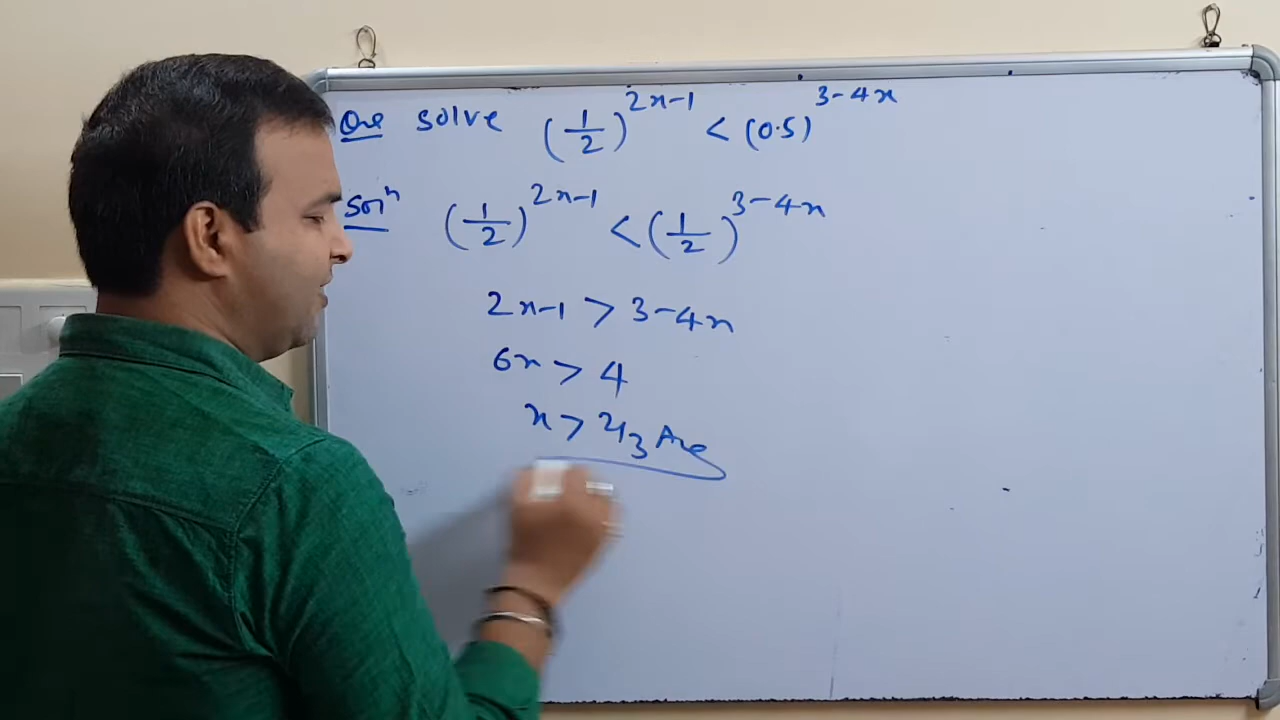 Que solve (1/2)^(2x-1) < (0.5)^(3-4x)
Solⁿ (1/2)^(2x-1) < (1/2)^(3-4x)
2x-1 > 3-4x
6x > 4
x > 2/3 Ans